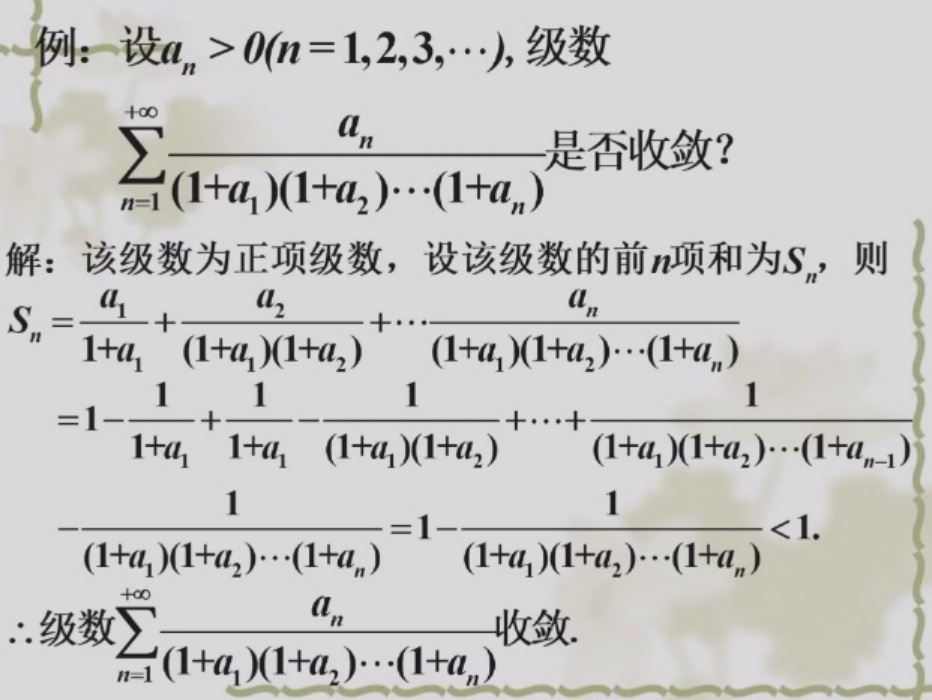 例：设aₙ > 0(n = 1,2,3,⋯), 级数
$\sum_{n=1}^{+\infty} \frac{a_n}{(1+a_1)(1+a_2)\cdots(1+a_n)}$是否收敛？
解：该级数为正项级数，设该级数的前n项和为Sₙ，则
$S_n = \frac{a_1}{1+a_1} + \frac{a_2}{(1+a_1)(1+a_2)} + \cdots \frac{a_n}{(1+a_1)(1+a_2)\cdots(1+a_n)}$
$= 1 - \frac{1}{1+a_1} + \frac{1}{1+a_1} - \frac{1}{(1+a_1)(1+a_2)} + \cdots + \frac{1}{(1+a_1)(1+a_2)\cdots(1+a_{n-1})}$
$- \frac{1}{(1+a_1)(1+a_2)\cdots(1+a_n)} = 1 - \frac{1}{(1+a_1)(1+a_2)\cdots(1+a_n)} < 1.$
∴级数$\sum_{n=1}^{+\infty} \frac{a_n}{(1+a_1)(1+a_2)\cdots(1+a_n)}$收敛.